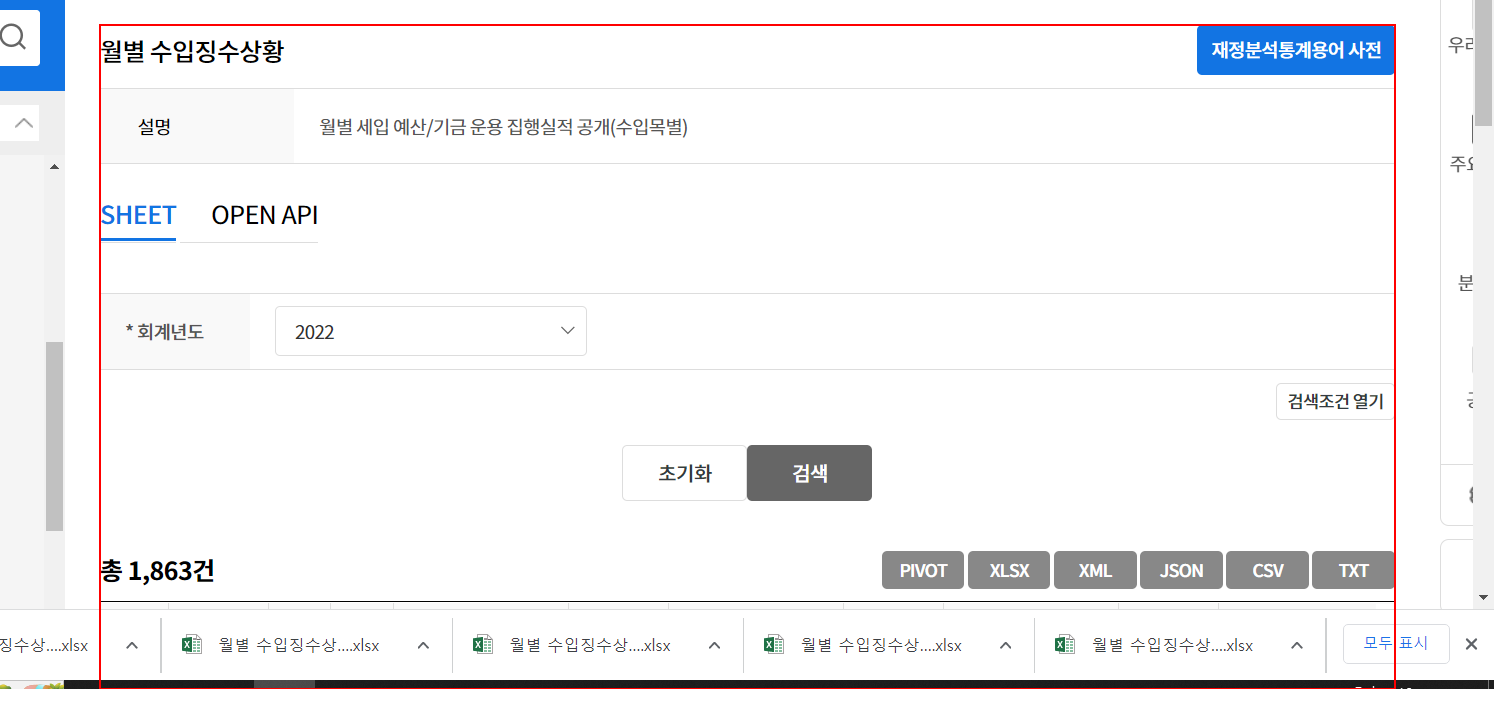 월별 수입징수상황
재정분석통계용어 사전
설명
월별 세입 예산/기금 운용 집행실적 공개(수입목별)
SHEET OPEN API
* 회계년도
2022
검색조건 열기
초기화 검색
총 1,863건
PIVOT XLSX XML JSON CSV TXT
징수상....xlsx
월별 수입징수상....xlsx
월별 수입징수상....xlsx
월별 수입징수상....xlsx
월별 수입징수상....xlsx
모두 표시